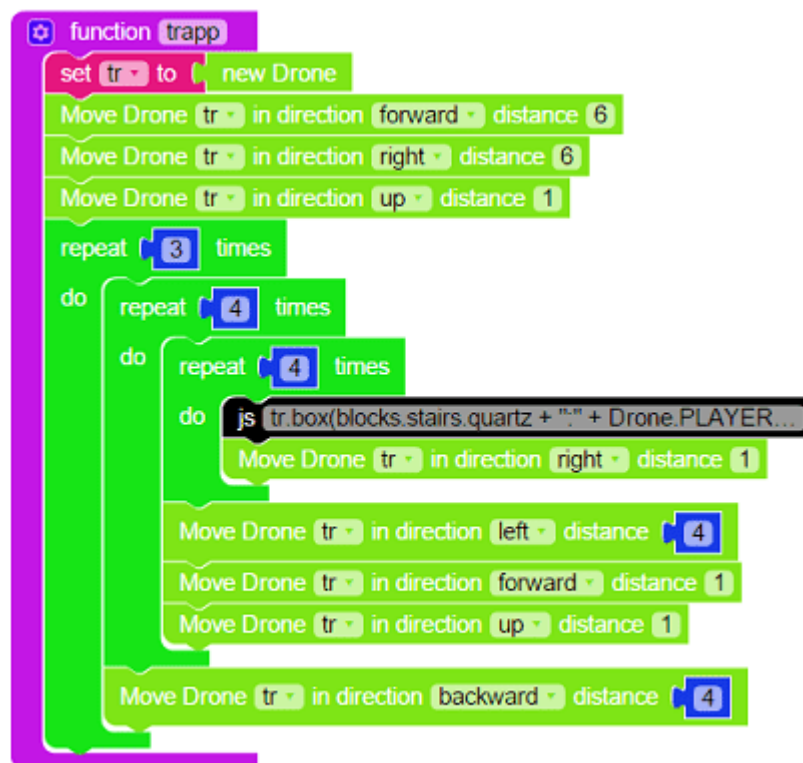 function trapp
set tr to new Drone
Move Drone tr in direction forward distance 6
Move Drone tr in direction right distance 6
Move Drone tr in direction up distance 1
repeat 3 times
do repeat 4 times
do repeat 4 times
do js tr.box(blocks.stairs.quartz + ":" + Drone.PLAYER...
Move Drone tr in direction right distance 1
Move Drone tr in direction left distance 4
Move Drone tr in direction forward distance 1
Move Drone tr in direction up distance 1
Move Drone tr in direction backward distance 4